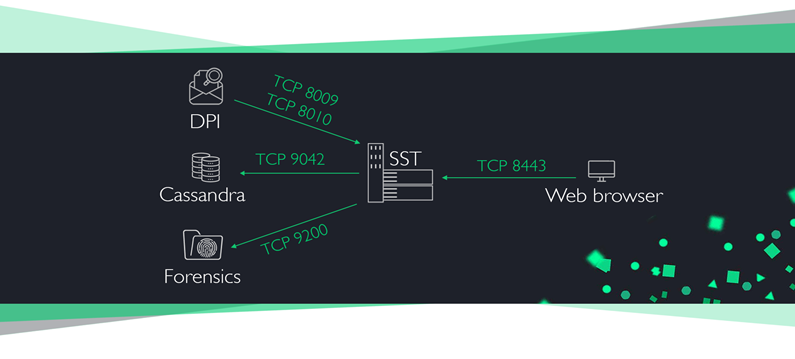 TCP 8009
TCP 8010
DPI
SST
TCP 9042
TCP 8443
Cassandra
Web browser
TCP 9200
Forensics